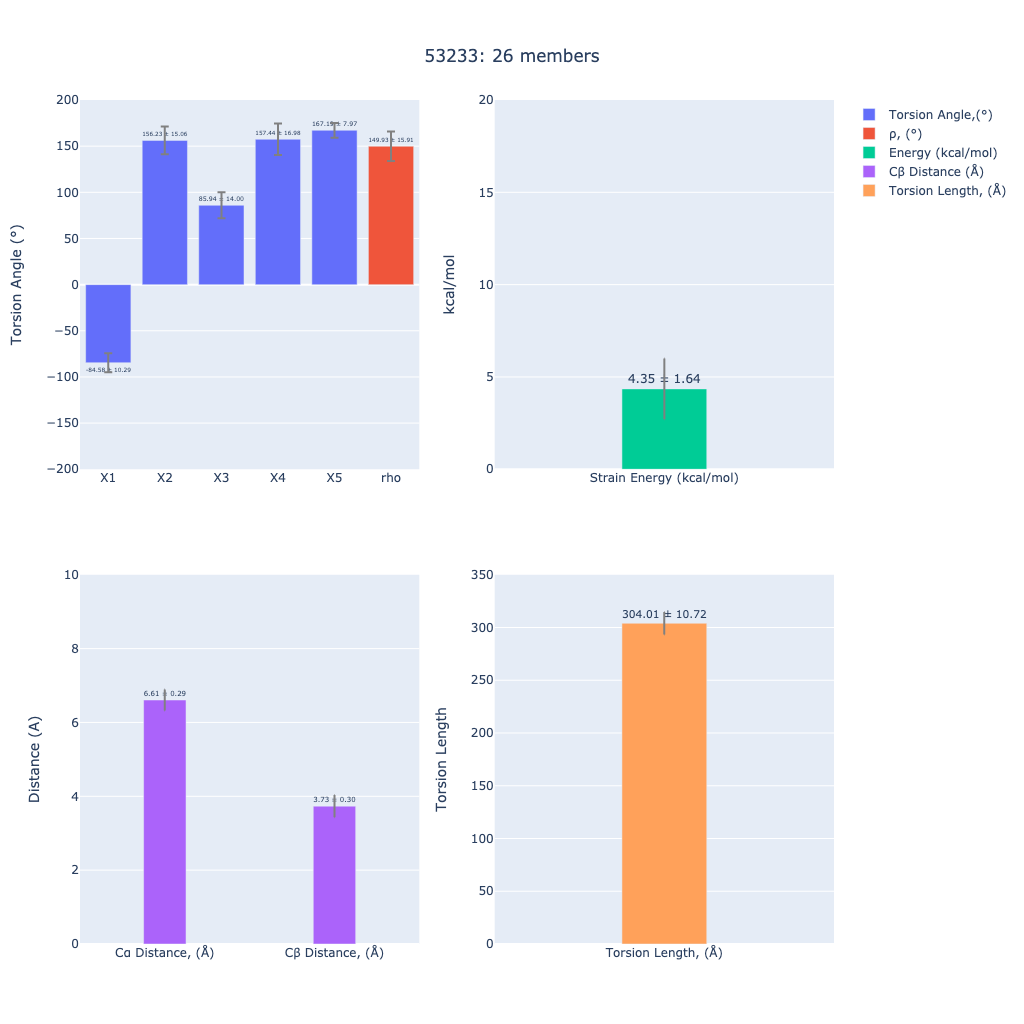 53233: 26 members
Torsion Angle (°)
200
150
100
50
0
−50
−100
−150
−200
156.23 ± 15.06
85.94 ± 14.00
157.44 ± 16.98
± 7.97
149.93 ± 15.91
-84.58 ± 10.29
X1 X2 X3 X4 X5 rho
kcal/mol
20
15
10
5
0
4.35 ± 1.64
Strain Energy (kcal/mol)
Torsion Angle,(°)
ρ, (°)
Energy (kcal/mol)
Cβ Distance (Å)
Torsion Length, (Å)
Distance (A)
10
8
6
4
2
0
6.61 ± 0.29
3.73 ± 0.30
Cα Distance, (Å) Cβ Distance, (Å)
Torsion Length
350
300
250
200
150
100
50
0
304.01 ± 10.72
Torsion Length, (Å)